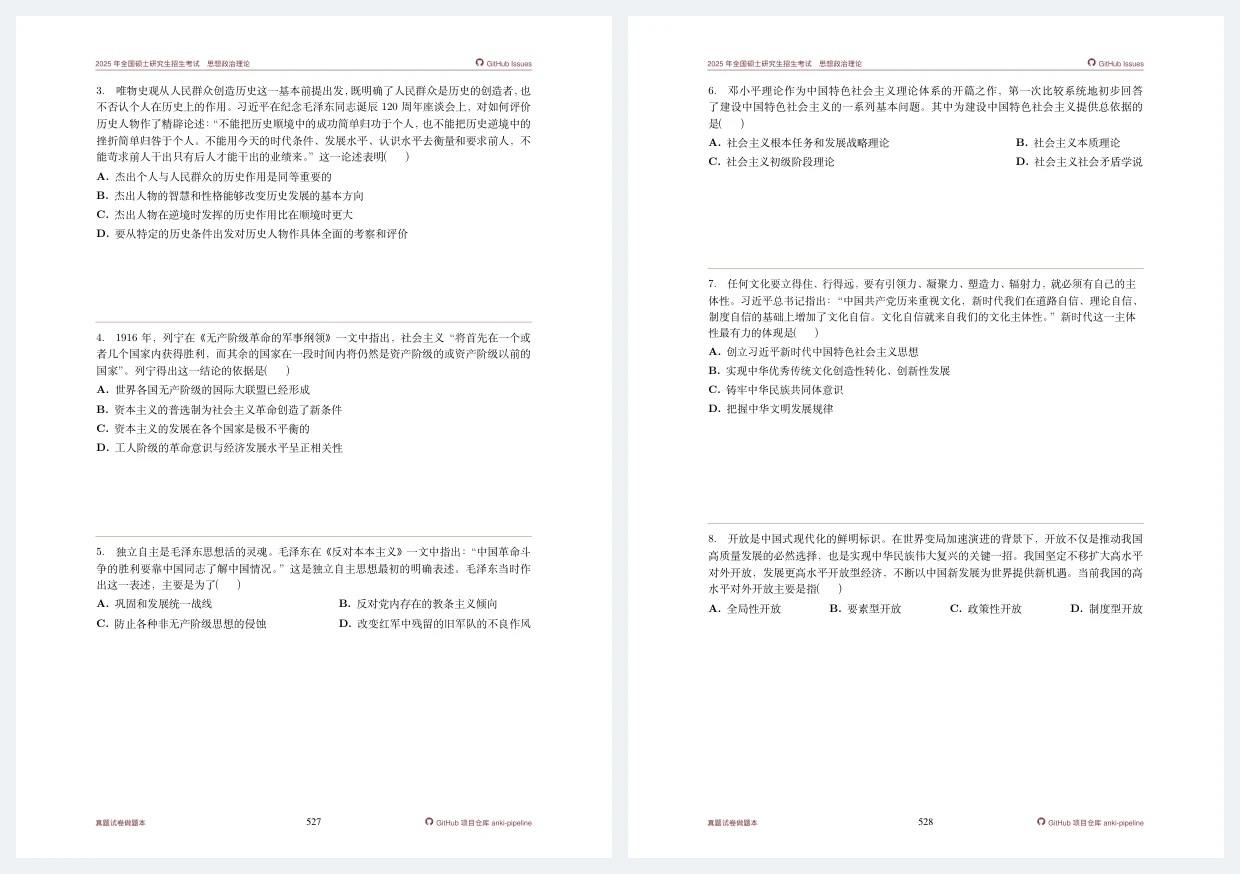 2025 年全国硕士研究生招生考试 思想政治理论
GitHub Issues
3. 唯物史观从人民群众创造历史这一基本前提出发，既明确了人民群众是历史的创造者，也
不否认个人在历史上的作用。习近平在纪念毛泽东同志诞辰 120 周年座谈会上，对如何评价
历史人物作了精辟论述：“不能把历史顺境中的成功简单归功于个人，也不能把历史逆境中的
挫折简单归咎于个人。不能用今天的时代条件、发展水平、认识水平去衡量和要求前人，不
能苛求前人干出只有后人才能干出的业绩来。”这一论述表明( )
A. 杰出个人与人民群众的历史作用是同等重要的
B. 杰出人物的智慧和性格能够改变历史发展的基本方向
C. 杰出人物在逆境时发挥的历史作用比在顺境时更大
D. 要从特定的历史条件出发对历史人物作具体全面的考察和评价
4. 1916 年，列宁在《无产阶级革命的军事纲领》一文中指出，社会主义“将首先在一个或
者几个国家内获得胜利，而其余的国家在一段时间内将仍然是资产阶级的或资产阶级以前的
国家”。列宁得出这一结论的依据是( )
A. 世界各国无产阶级的国际大联盟已经形成
B. 资本主义的普选制为社会主义革命创造了新条件
C. 资本主义的发展在各个国家是极不平衡的
D. 工人阶级的革命意识与经济发展水平呈正相关性
5. 独立自主是毛泽东思想活的灵魂。毛泽东在《反对本本主义》一文中指出：“中国革命斗
争的胜利要靠中国同志了解中国情况。”这是独立自主思想最初的明确表述。毛泽东当时作
出这一表述，主要是为了( )
A. 巩固和发展统一战线 B. 反对党内存在的教条主义倾向
C. 防止各种非无产阶级思想的侵蚀 D. 改变红军中残留的旧军队的不良作风
真题试卷做题本
527
GitHub 项目仓库 anki-pipeline
2025 年全国硕士研究生招生考试 思想政治理论
GitHub Issues
6. 邓小平理论作为中国特色社会主义理论体系的开篇之作，第一次比较系统地初步回答
了建设中国特色社会主义的一系列基本问题。其中为建设中国特色社会主义提供总依据的
是( )
A. 社会主义根本任务和发展战略理论 B. 社会主义本质理论
C. 社会主义初级阶段理论 D. 社会主义社会矛盾学说
7. 任何文化要立得住、行得远，要有引领力、凝聚力、塑造力、辐射力，就必须有自己的主
体性。习近平总书记指出：“中国共产党历来重视文化，新时代我们在道路自信、理论自信、
制度自信的基础上增加了文化自信。文化自信就来自我们的文化主体性。”新时代这一主体
性最有力的体现是( )
A. 创立习近平新时代中国特色社会主义思想
B. 实现中华优秀传统文化创造性转化、创新性发展
C. 铸牢中华民族共同体意识
D. 把握中华文明发展规律
8. 开放是中国式现代化的鲜明标识。在世界变局加速演进的背景下，开放不仅是推动我国
高质量发展的必然选择，也是实现中华民族伟大复兴的关键一招。我国坚定不移扩大高水平
对外开放，发展更高水平开放型经济，不断以中国新发展为世界提供新机遇。当前我国的高
水平对外开放主要是指( )
A. 全局性开放 B. 要素型开放 C. 政策性开放 D. 制度型开放
真题试卷做题本
528
GitHub 项目仓库 anki-pipeline